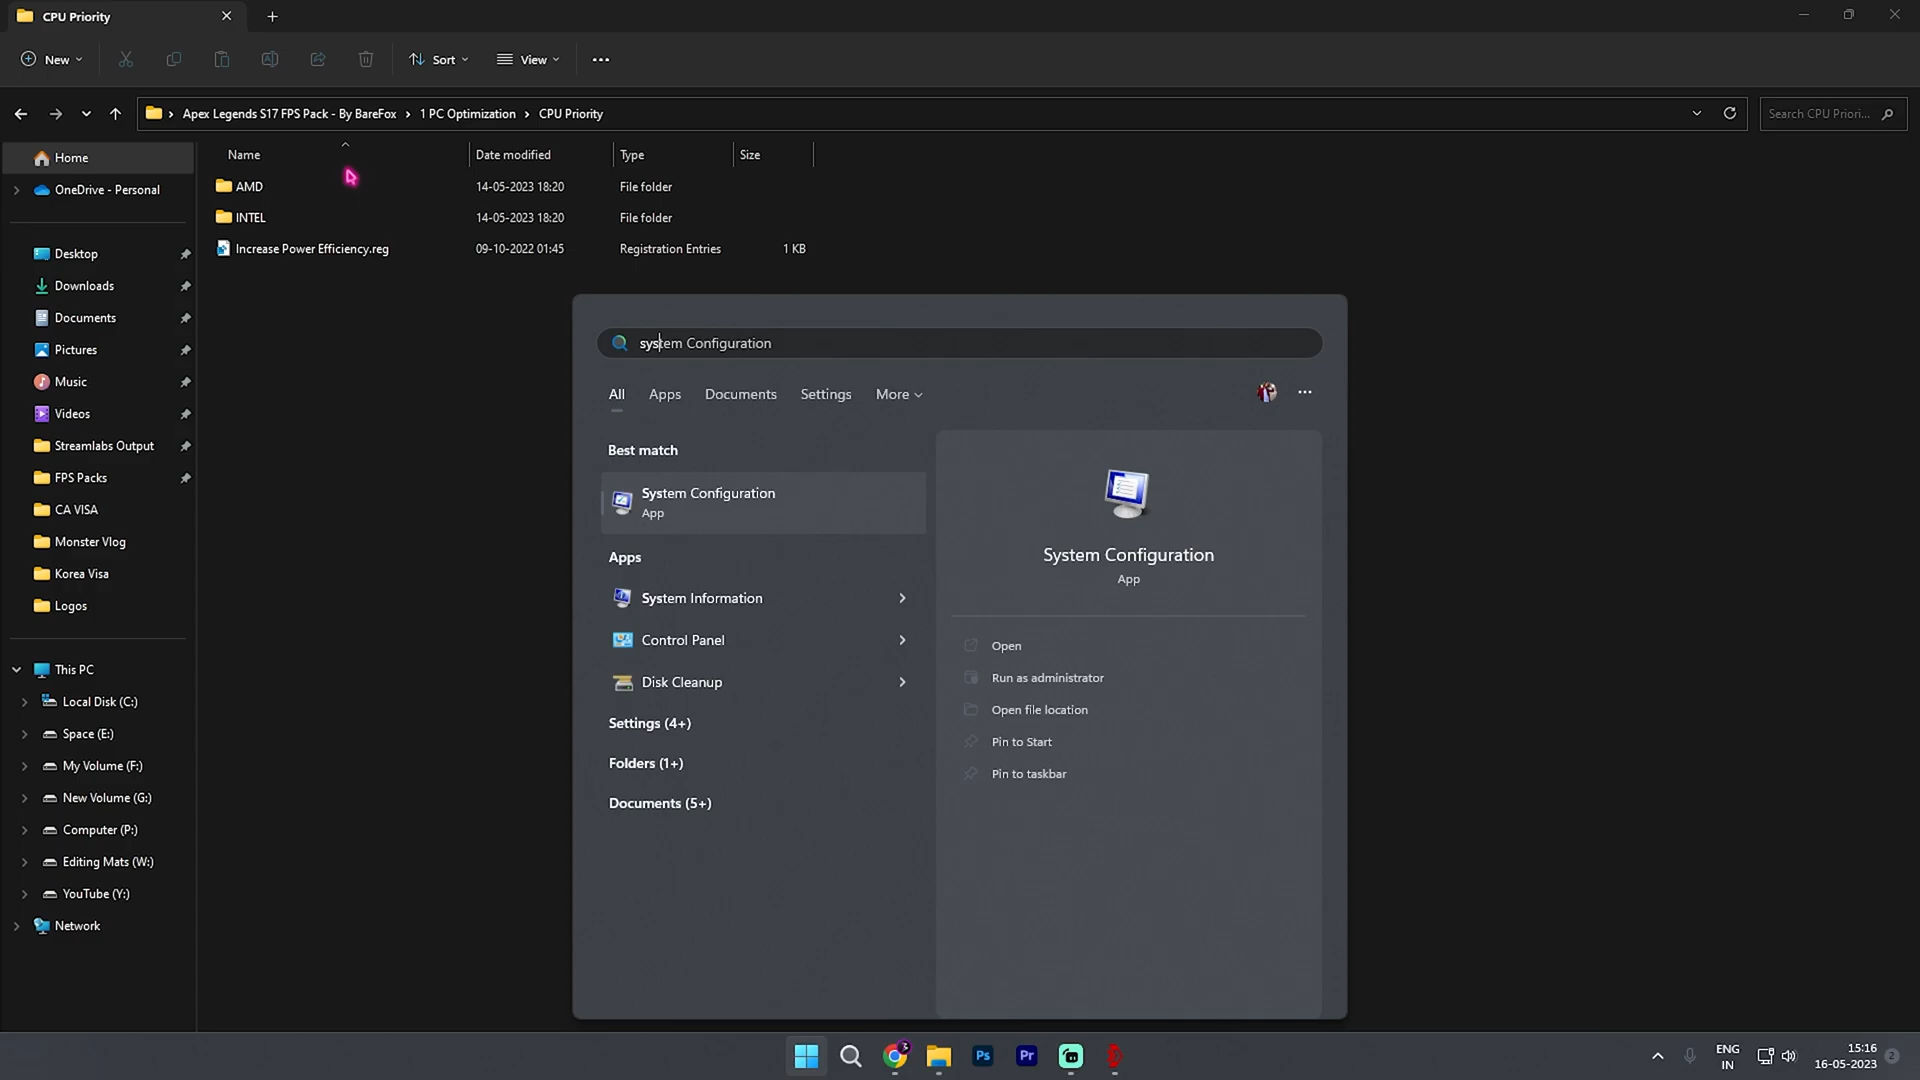 CPU Priority
New
Sort
View
Apex Legends S17 FPS Pack - By BareFox > 1 PC Optimization > CPU Priority
Search CPU Priori...
Name
Date modified
Type
Size
AMD
14-05-2023 18:20
File folder
INTEL
14-05-2023 18:20
File folder
Increase Power Efficiency.reg
09-10-2022 01:45
Registration Entries
1 KB
Home
OneDrive - Personal
Desktop
Downloads
Documents
Pictures
Music
Videos
Streamlabs Output
FPS Packs
CA VISA
Monster Vlog
Korea Visa
Logos
This PC
Local Disk (C:)
Space (E:)
My Volume (F:)
New Volume (G:)
Computer (P:)
Editing Mats (W:)
YouTube (Y:)
Network
system Configuration
All
Apps
Documents
Settings
More
Best match
System Configuration
App
Apps
System Information
Control Panel
Disk Cleanup
Settings (4+)
Folders (1+)
Documents (5+)
System Configuration
App
Open
Run as administrator
Open file location
Pin to Start
Pin to taskbar
3
Ps
Pr
ENG
IN
15:16
16-05-2023
2